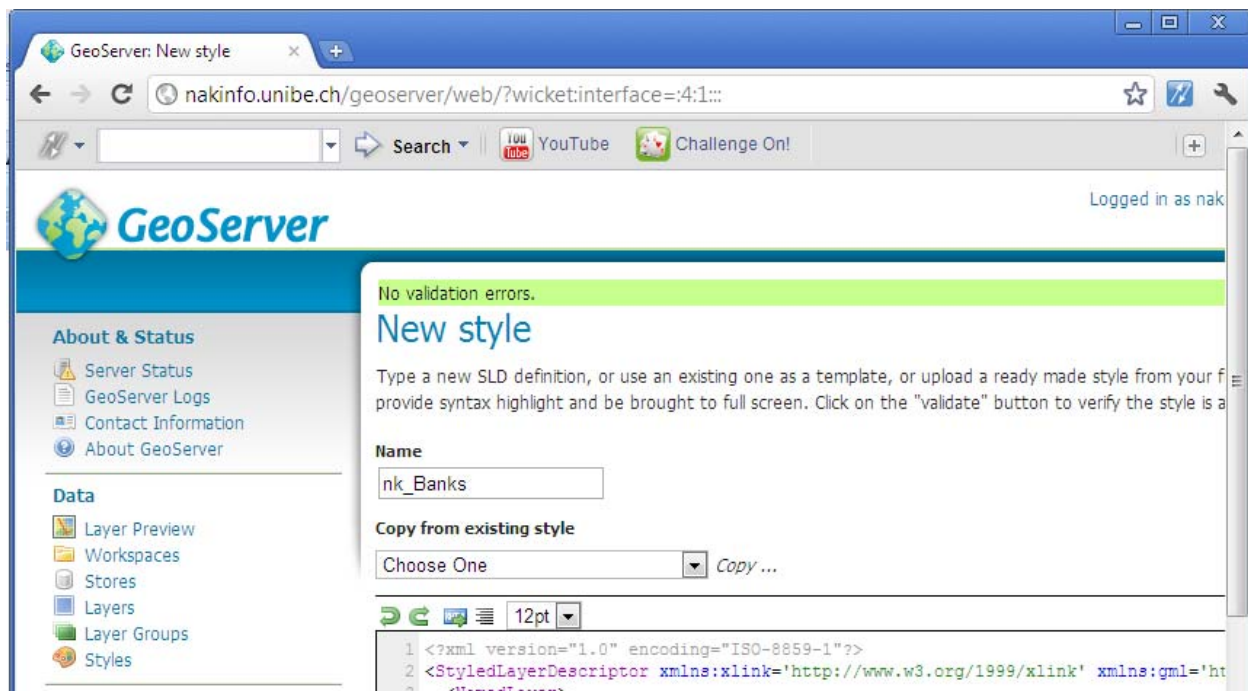 GeoServer: New style
nakinfo.unibe.ch/geoserver/web/?wicket:interface=:4:1:::
Search
You Tube YouTube
Challenge On!
Logged in as nak
GeoServer
No validation errors.
New style
Type a new SLD definition, or use an existing one as a template, or upload a ready made style from your f
provide syntax highlight and be brought to full screen. Click on the "validate" button to verify the style is a
About & Status
Server Status
GeoServer Logs
Contact Information
About GeoServer
Data
Layer Preview
Workspaces
Stores
Layers
Layer Groups
Styles
Name
nk_Banks
Copy from existing style
Choose One
Copy ...
12pt
1 <?xml version="1.0" encoding="ISO-8859-1"?>
2 <StyledLayerDescriptor xmlns:xlink='http://www.w3.org/1999/xlink' xmlns:gml='ht
<NamedLayer>